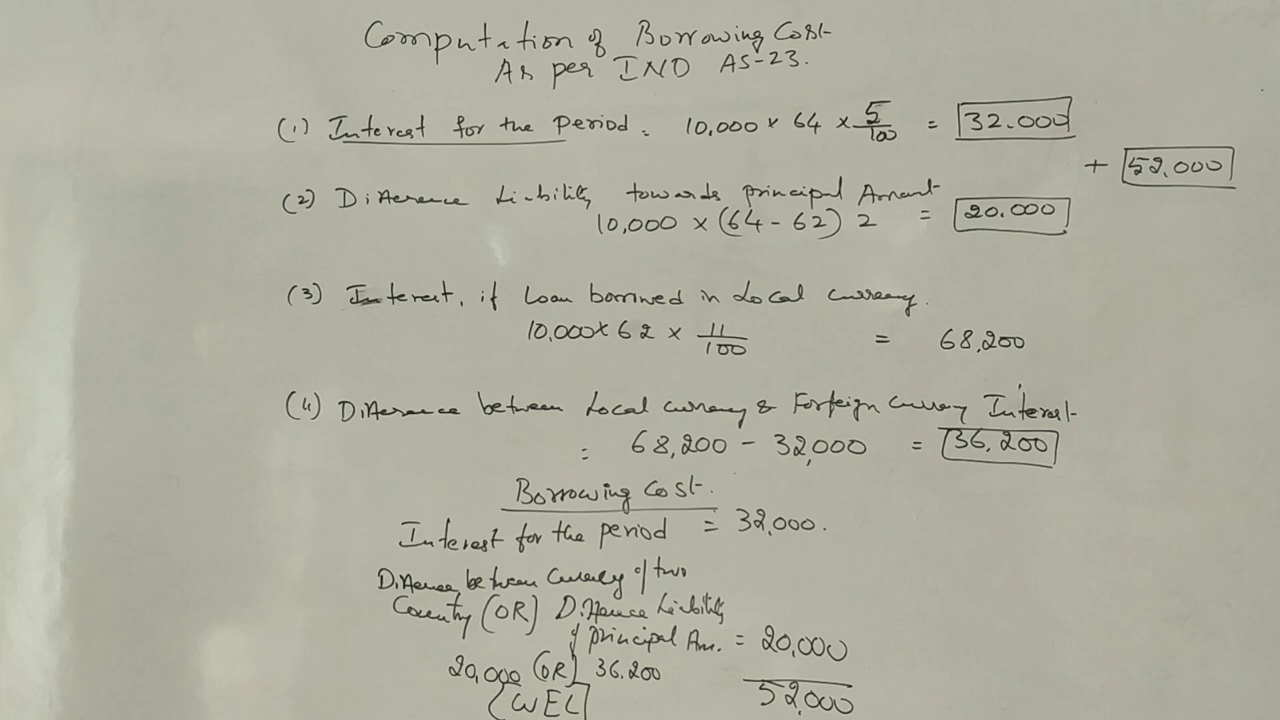 Computation of Borrowing Cost
As per IND AS-23.
(1) Interest for the Period = 10,000 × 64 × 5/100 = 32.000
+ 52,000
(2) Difference Liability towards principal Amount
10,000 × (64 - 62) 2 = 20.000
(3) Interest, if Loan borrowed in Local currency.
10,000 × 62 × 11/100 = 68,200
(4) Difference between Local currency & Forfeign Currency Interest
= 68,200 - 32,000 = 36,200
Borrowing Cost.
Interest for the period = 32,000.
Difference between Currency of two
Country (OR) Difference Liability
of principal Am. = 20,000
20,000 (OR) 36.200
52,000
WEL